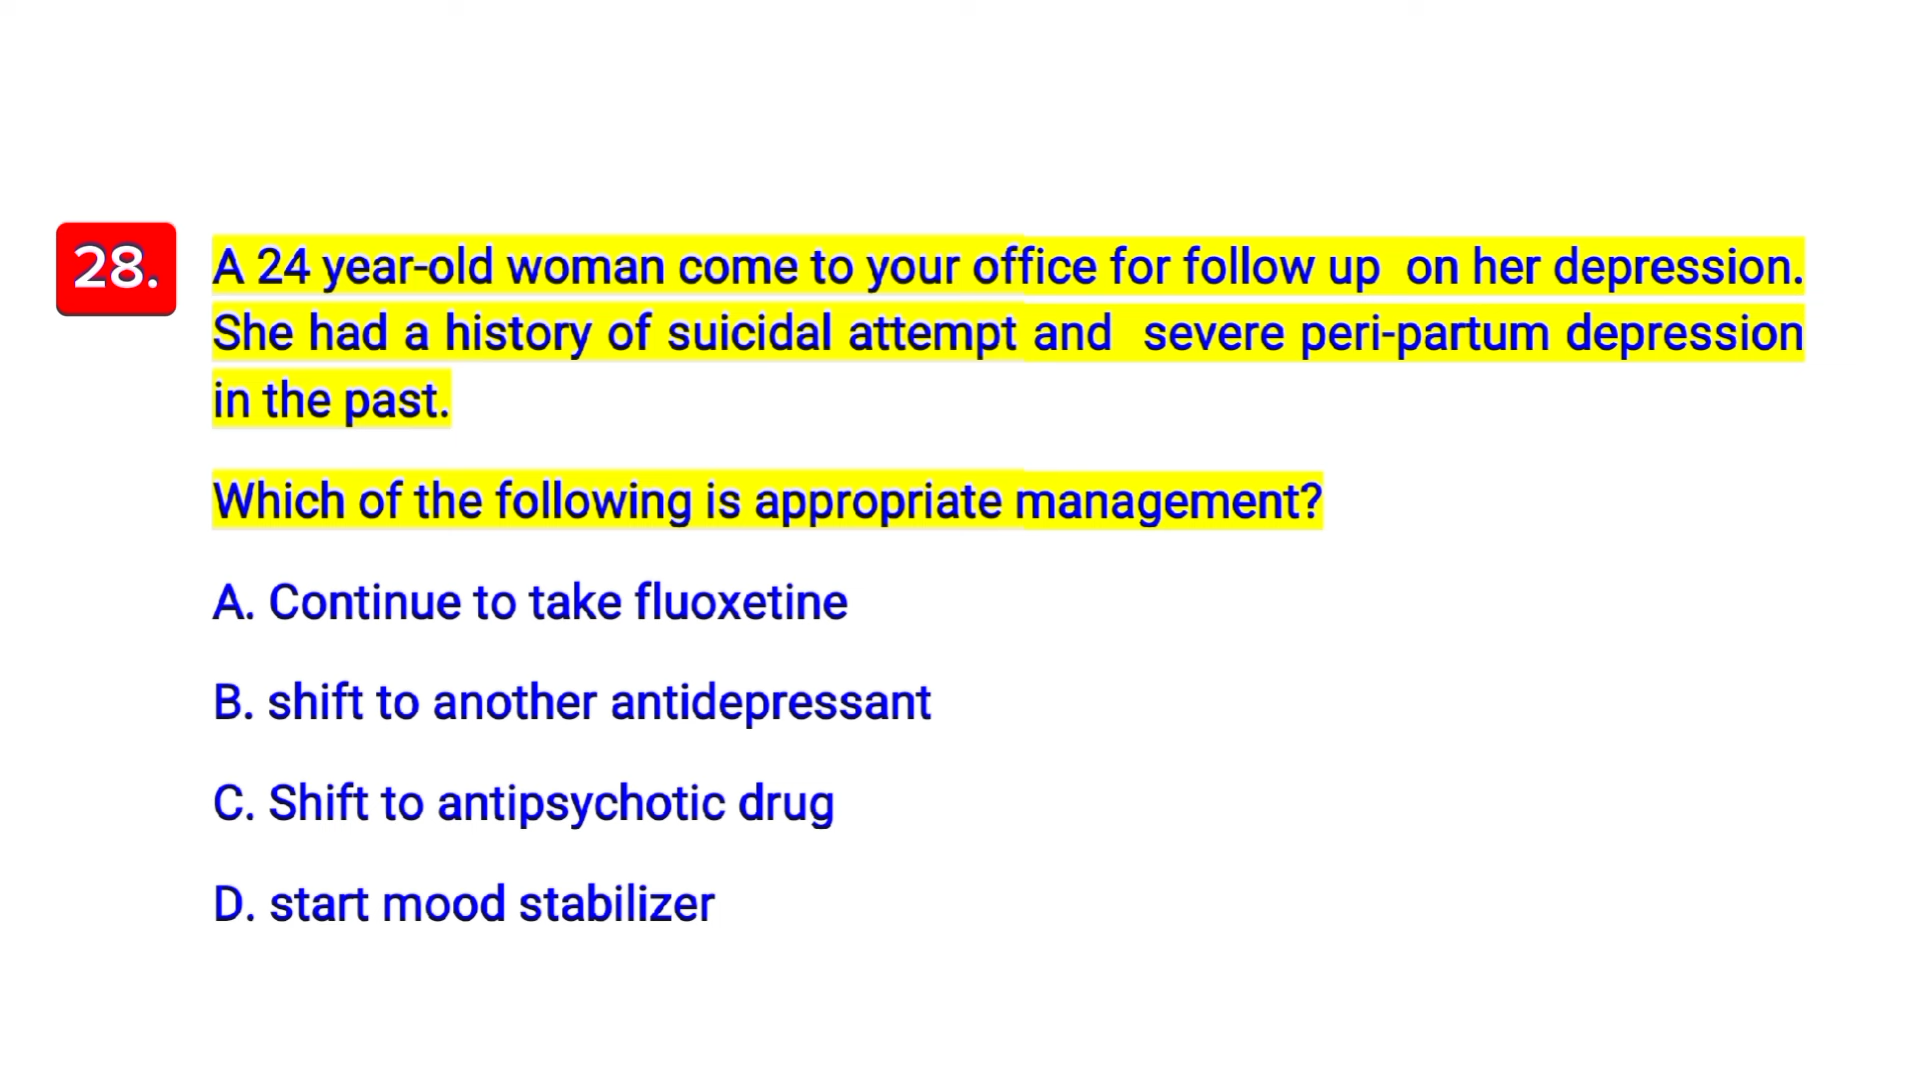 28.
A 24 year-old woman come to your office for follow up on her depression.
She had a history of suicidal attempt and severe peri-partum depression
in the past.
Which of the following is appropriate management?
A. Continue to take fluoxetine
B. shift to another antidepressant
C. Shift to antipsychotic drug
D. start mood stabilizer